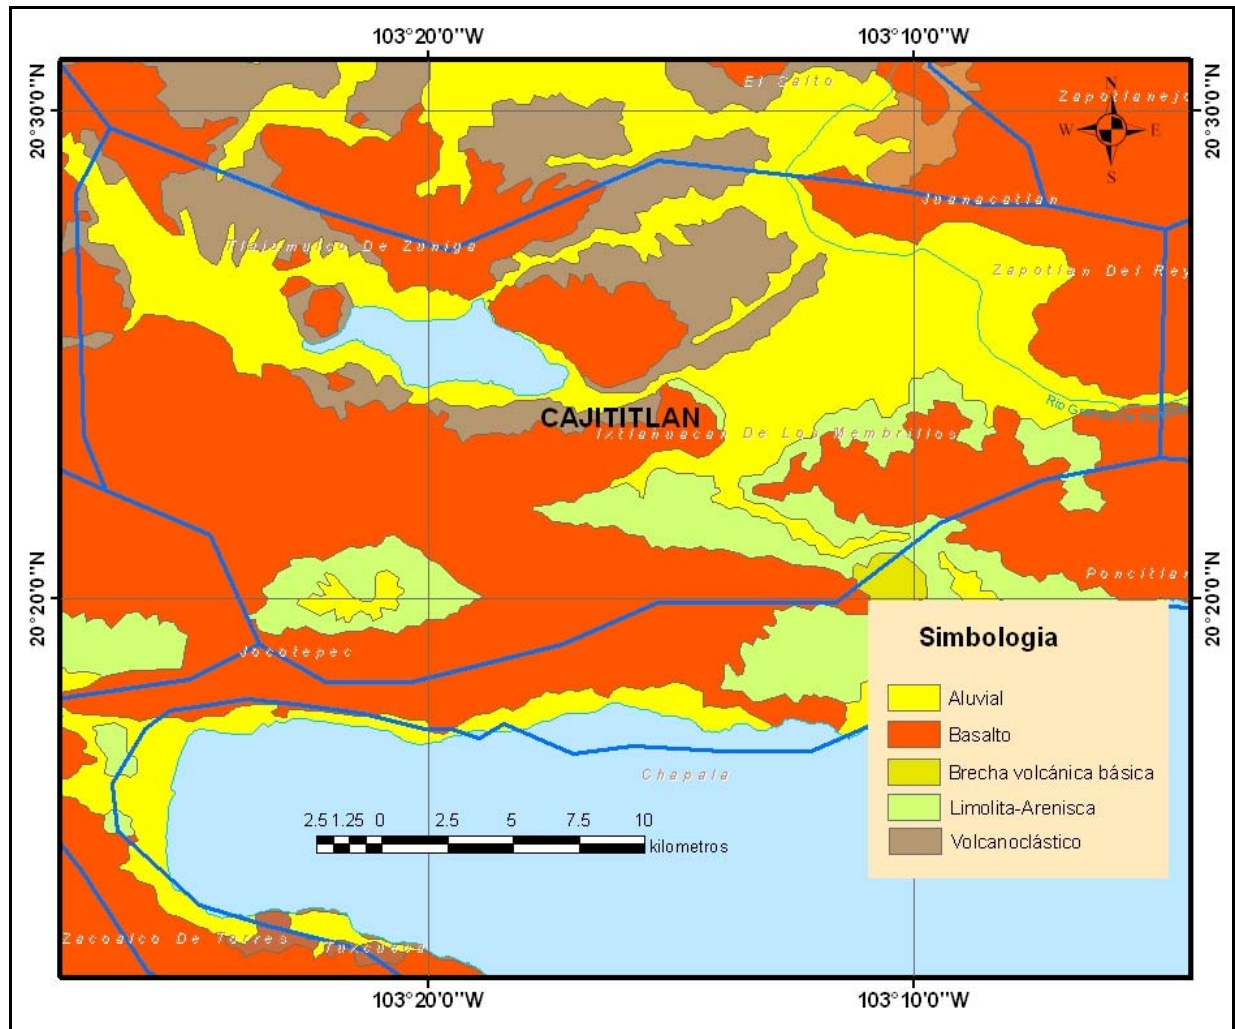 103°20'0"W 103°10'0"W
20°30'0"N
20°30'0"N
El Salto
Zapotlanejo
N
W E
S
Juanacatlan
Tlajomulco De Zuñiga
Zapotlan Del Rey
CAJITITLAN
Ixtlahuacan De Los Membrillos
Poncitlan
20°20'0"N
20°20'0"N
Jocotepec
Simbologia
Aluvial
Basalto
Brecha volcánica básica
Limolita-Arenisca
Volcanoclástico
Chapala
2.5 1.25 0 2.5 5 7.5 10
kilometros
Zacoalco De Torres
Tuxcueca
103°20'0"W 103°10'0"W